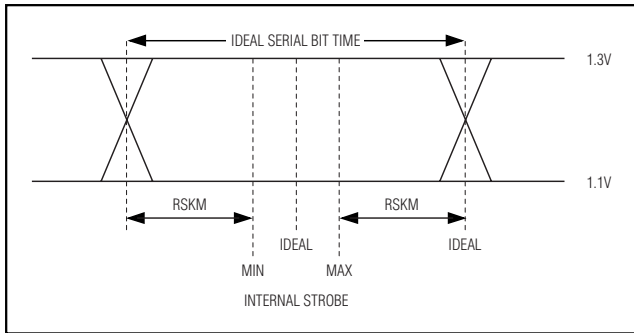 IDEAL SERIAL BIT TIME
1.3V
1.1V
RSKM
RSKM
IDEAL
IDEAL
MIN
MAX
INTERNAL STROBE